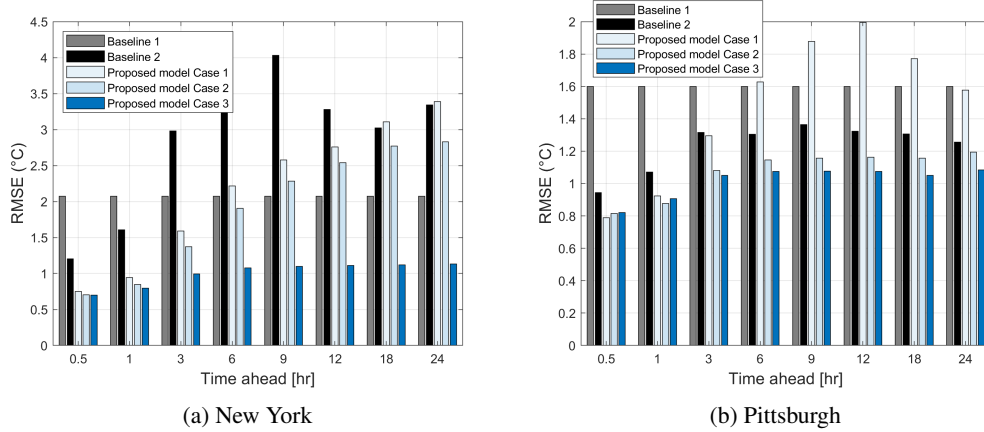 4.5
4
3.5
3
2.5
2
1.5
1
0.5
0
RMSE (°C)
Baseline 1
Baseline 2
Proposed model Case 1
Proposed model Case 2
Proposed model Case 3
0.5 1 3 6 9 12 18 24
Time ahead [hr]
(a) New York
2
1.8
1.6
1.4
1.2
1
0.8
0.6
0.4
0.2
0
RMSE (°C)
Baseline 1
Baseline 2
Proposed model Case 1
Proposed model Case 2
Proposed model Case 3
0.5 1 3 6 9 12 18 24
Time ahead [hr]
(b) Pittsburgh